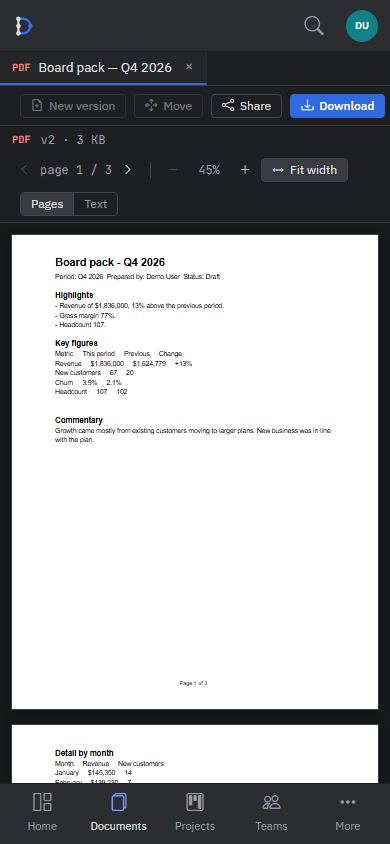 DU
PDF Board pack — Q4 2026 ×
New version Move Share Download
PDF v2 · 3 KB
page 1 / 3 45% Fit width
Pages Text
Board pack - Q4 2026
Period: Q4 2026 Prepared by: Demo User Status: Draft
Highlights
- Revenue of $1,836,000, 13% above the previous period.
- Gross margin 77%.
- Headcount 107.
Key figures
Metric This period Previous Change
Revenue $1,836,000 $1,624,779 +13%
New customers 67 20
Churn 3.9% 2.1%
Headcount 107 102
Commentary
Growth came mostly from existing customers moving to larger plans. New business was in line
with the plan.
Page 1 of 3
Detail by month
Month Revenue New customers
January $145,350 14
Home Documents Projects Teams More